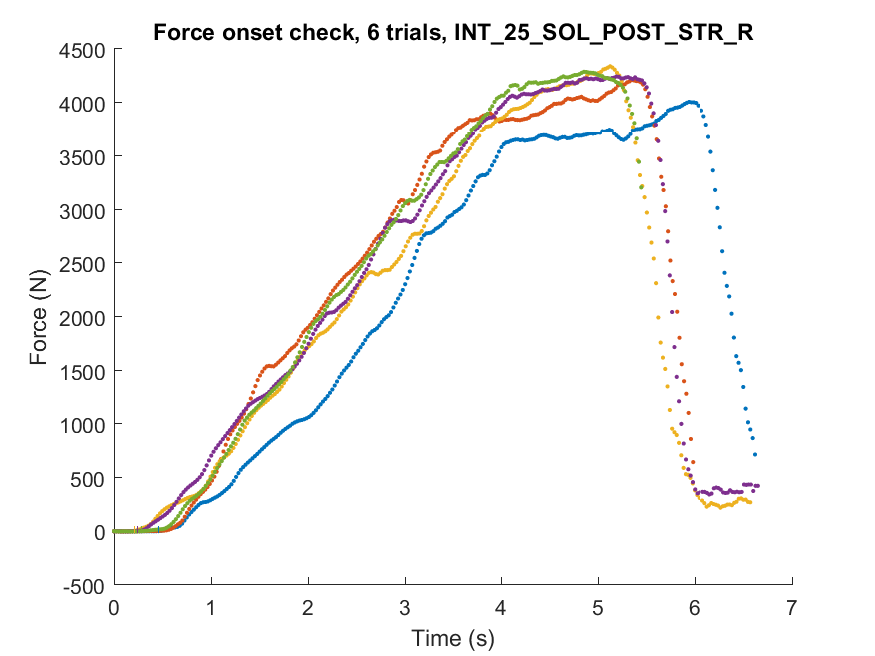 Force onset check, 6 trials, INT_25_SOL_POST_STR_R
4500
4000
3500
3000
2500
2000
1500
1000
500
0
-500
Force (N)
0 1 2 3 4 5 6 7
Time (s)